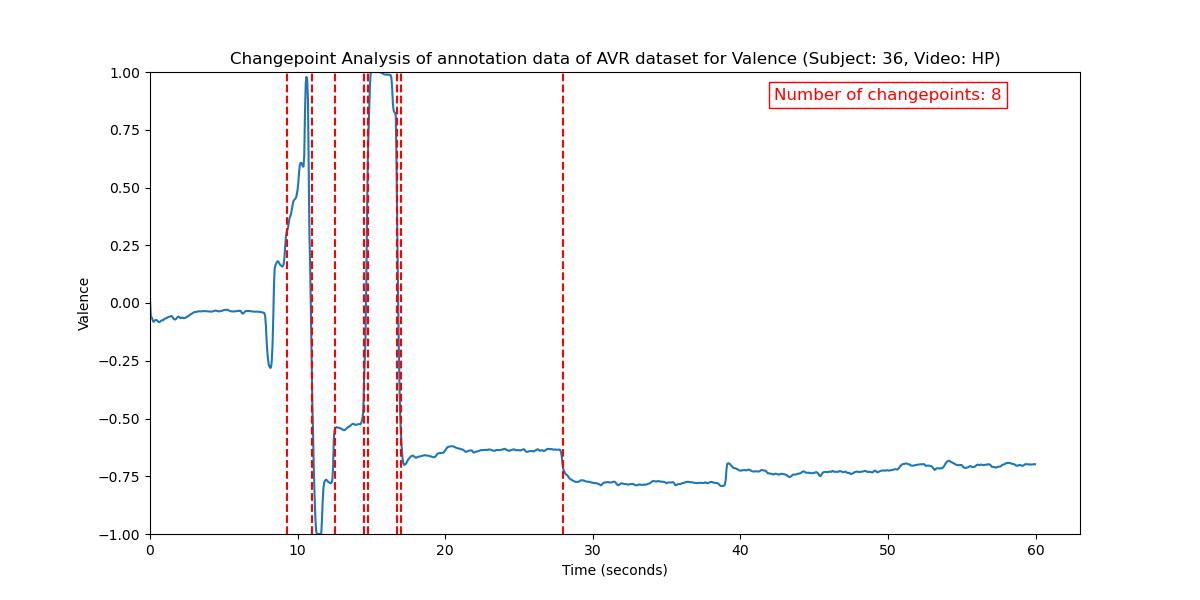 Changepoint Analysis of annotation data of AVR dataset for Valence (Subject: 36, Video: HP)
Number of changepoints: 8
1.00
0.75
0.50
0.25
0.00
−0.25
−0.50
−0.75
−1.00
Valence
0 10 20 30 40 50 60
Time (seconds)